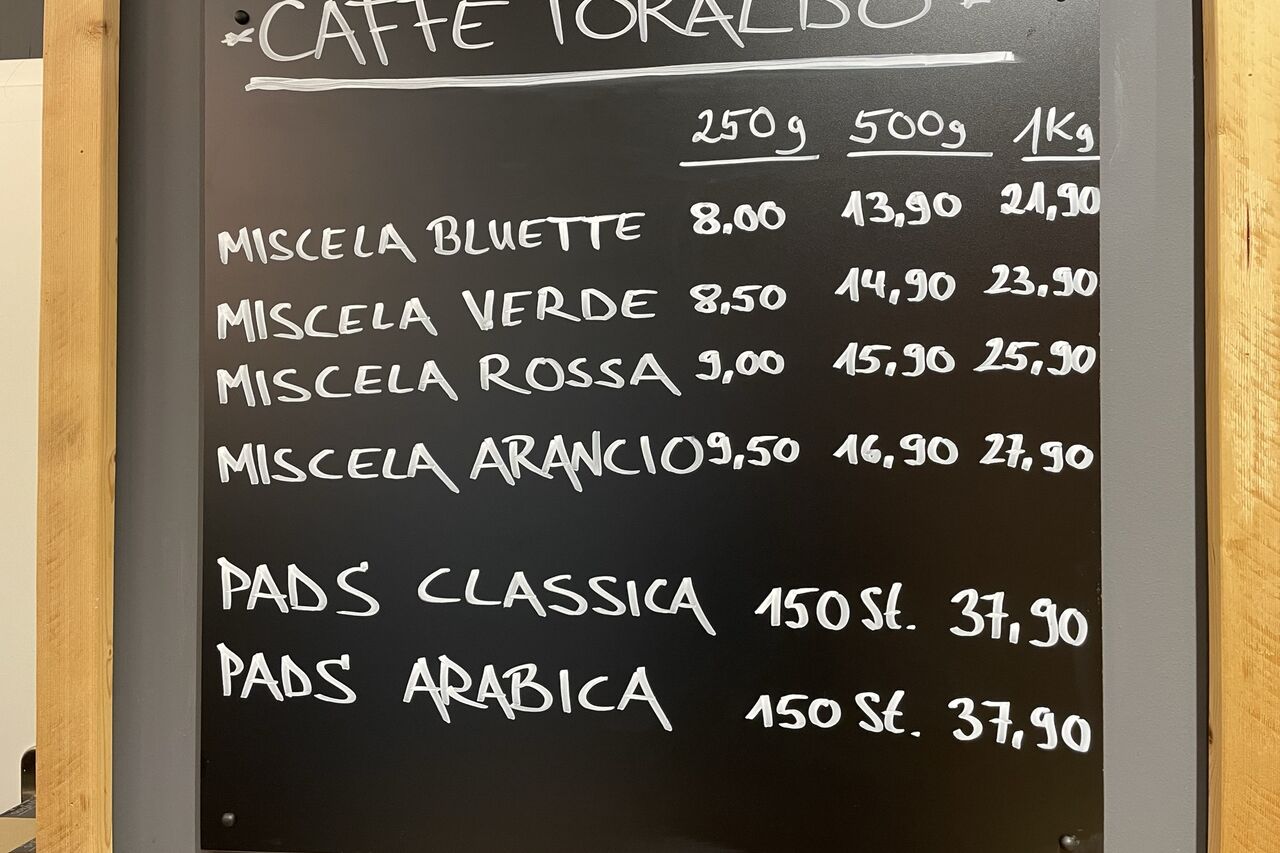 *CAFFE TORALDO*
250g 500g 1Kg
MISCELA BLUETTE 8,00 13,90 21,90
MISCELA VERDE 8,50 14,90 23,90
MISCELA ROSSA 9,00 15,90 25,90
MISCELA ARANCIO 9,50 16,90 27,90
PADS CLASSICA 150 St. 37,90
PADS ARABICA 150 St. 37,90